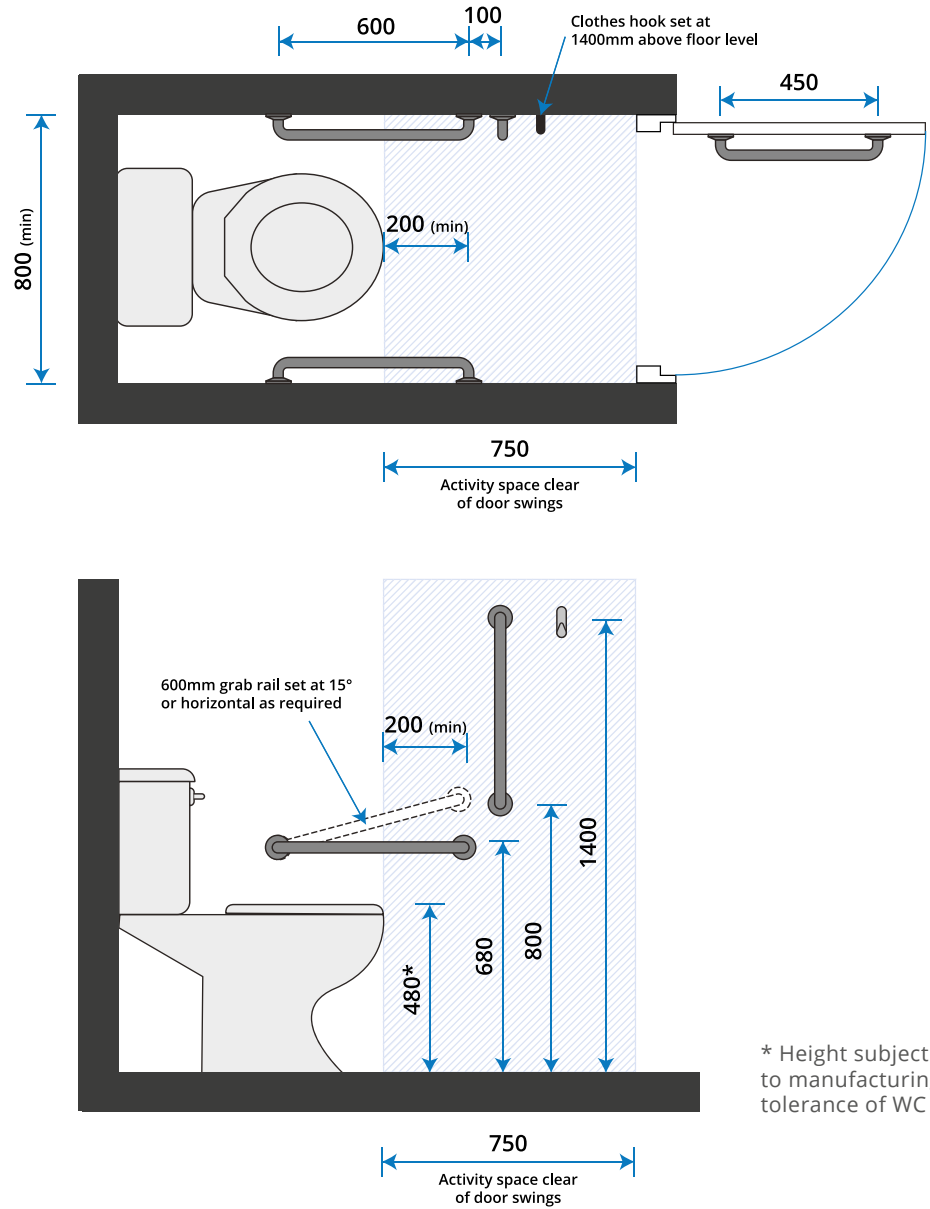 600
100
Clothes hook set at
1400mm above floor level
450
800 (min)
200 (min)
750
Activity space clear
of door swings
600mm grab rail set at 15°
or horizontal as required
200 (min)
480*
680
800
1400
* Height subject
to manufacturin
tolerance of WC
750
Activity space clear
of door swings